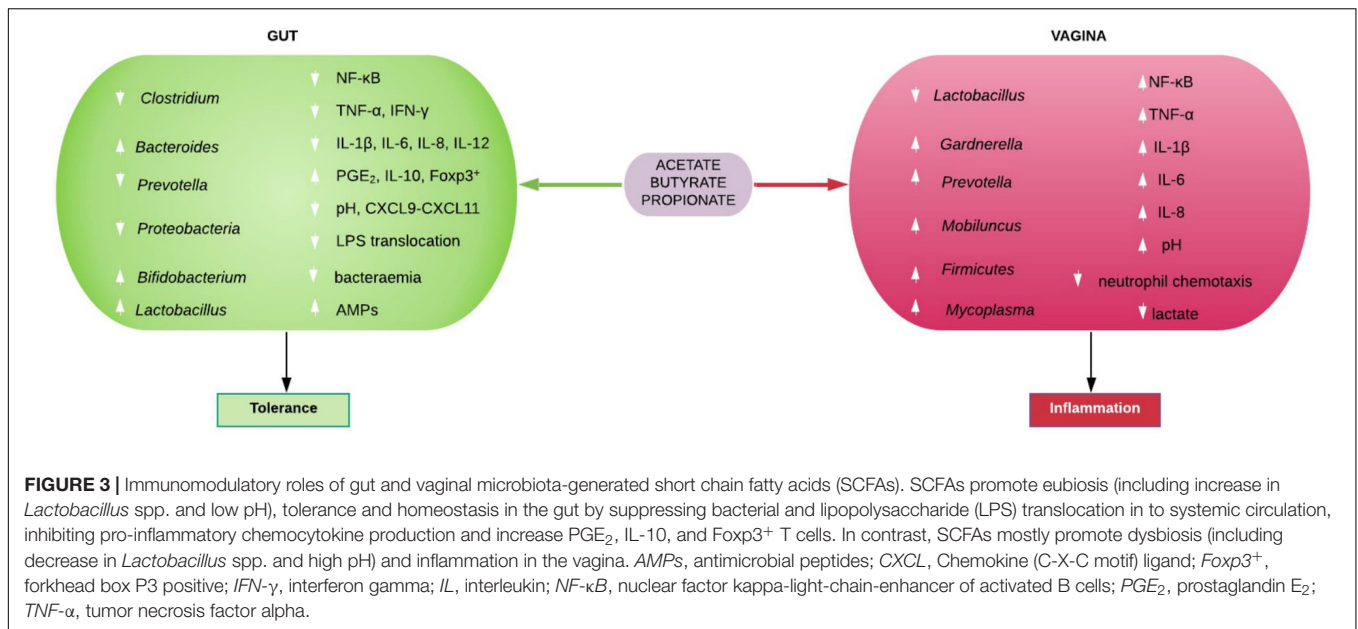 GUT
Clostridium
Bacteroides
Prevotella
Proteobacteria
Bifidobacterium
Lactobacillus
NF-κB
TNF-α, IFN-γ
IL-1β, IL-6, IL-8, IL-12
PGE₂, IL-10, Foxp3⁺
pH, CXCL9-CXCL11
LPS translocation
bacteraemia
AMPs
Tolerance
ACETATE
BUTYRATE
PROPIONATE
VAGINA
Lactobacillus
Gardnerella
Prevotella
Mobiluncus
Firmicutes
Mycoplasma
NF-κB
TNF-α
IL-1β
IL-6
IL-8
pH
neutrophil chemotaxis
lactate
Inflammation
FIGURE 3 | Immunomodulatory roles of gut and vaginal microbiota-generated short chain fatty acids (SCFAs). SCFAs promote eubiosis (including increase in
Lactobacillus spp. and low pH), tolerance and homeostasis in the gut by suppressing bacterial and lipopolysaccharide (LPS) translocation in to systemic circulation,
inhibiting pro-inflammatory chemocytokine production and increase PGE₂, IL-10, and Foxp3⁺ T cells. In contrast, SCFAs mostly promote dysbiosis (including
decrease in Lactobacillus spp. and high pH) and inflammation in the vagina. AMPs, antimicrobial peptides; CXCL, Chemokine (C-X-C motif) ligand; Foxp3⁺,
forkhead box P3 positive; IFN-γ, interferon gamma; IL, interleukin; NF-κB, nuclear factor kappa-light-chain-enhancer of activated B cells; PGE₂, prostaglandin E₂;
TNF-α, tumor necrosis factor alpha.